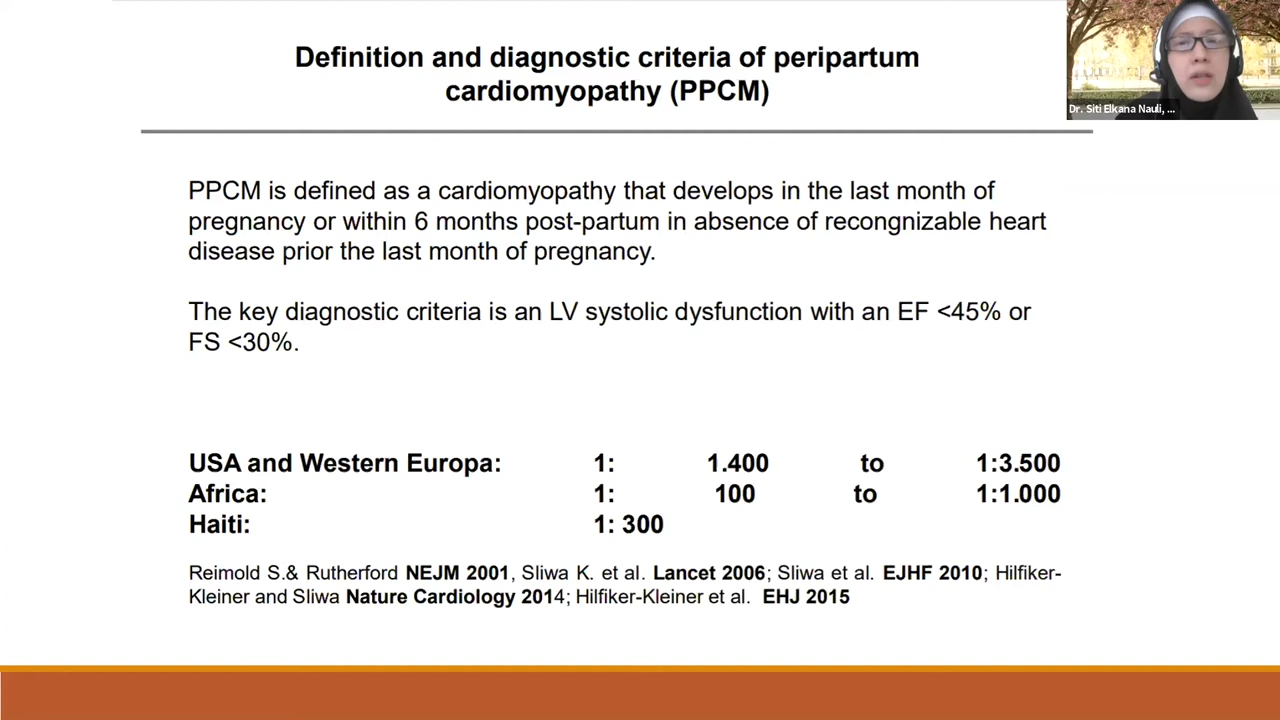 Definition and diagnostic criteria of peripartum
cardiomyopathy (PPCM)
Dr. Siti Elkana Nauli, ...
PPCM is defined as a cardiomyopathy that develops in the last month of
pregnancy or within 6 months post-partum in absence of recongnizable heart
disease prior the last month of pregnancy.
The key diagnostic criteria is an LV systolic dysfunction with an EF <45% or
FS <30%.
USA and Western Europa: 1: 1.400 to 1:3.500
Africa: 1: 100 to 1:1.000
Haiti: 1: 300
Reimold S.& Rutherford NEJM 2001, Sliwa K. et al. Lancet 2006; Sliwa et al. EJHF 2010; Hilfiker-
Kleiner and Sliwa Nature Cardiology 2014; Hilfiker-Kleiner et al. EHJ 2015